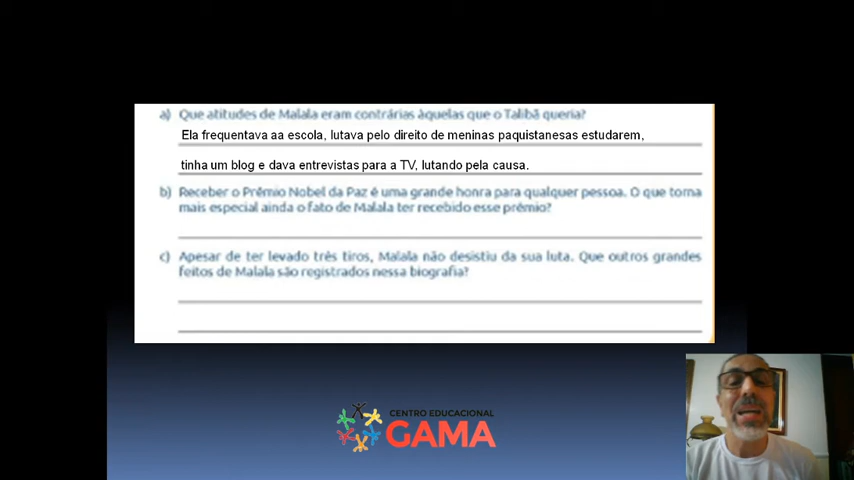 a) Que atitudes de Malala eram contrárias àquelas que o Talibã queria?
Ela frequentava aa escola, lutava pelo direito de meninas paquistanesas estudarem,
tinha um blog e dava entrevistas para a TV, lutando pela causa.
b) Receber o Prêmio Nobel da Paz é uma grande honra para qualquer pessoa. O que torna
mais especial ainda o fato de Malala ter recebido esse prêmio?
c) Apesar de ter levado três tiros, Malala não desistiu da sua luta. Que outros grandes
feitos de Malala são registrados nessa biografia?
CENTRO EDUCACIONAL
GAMA